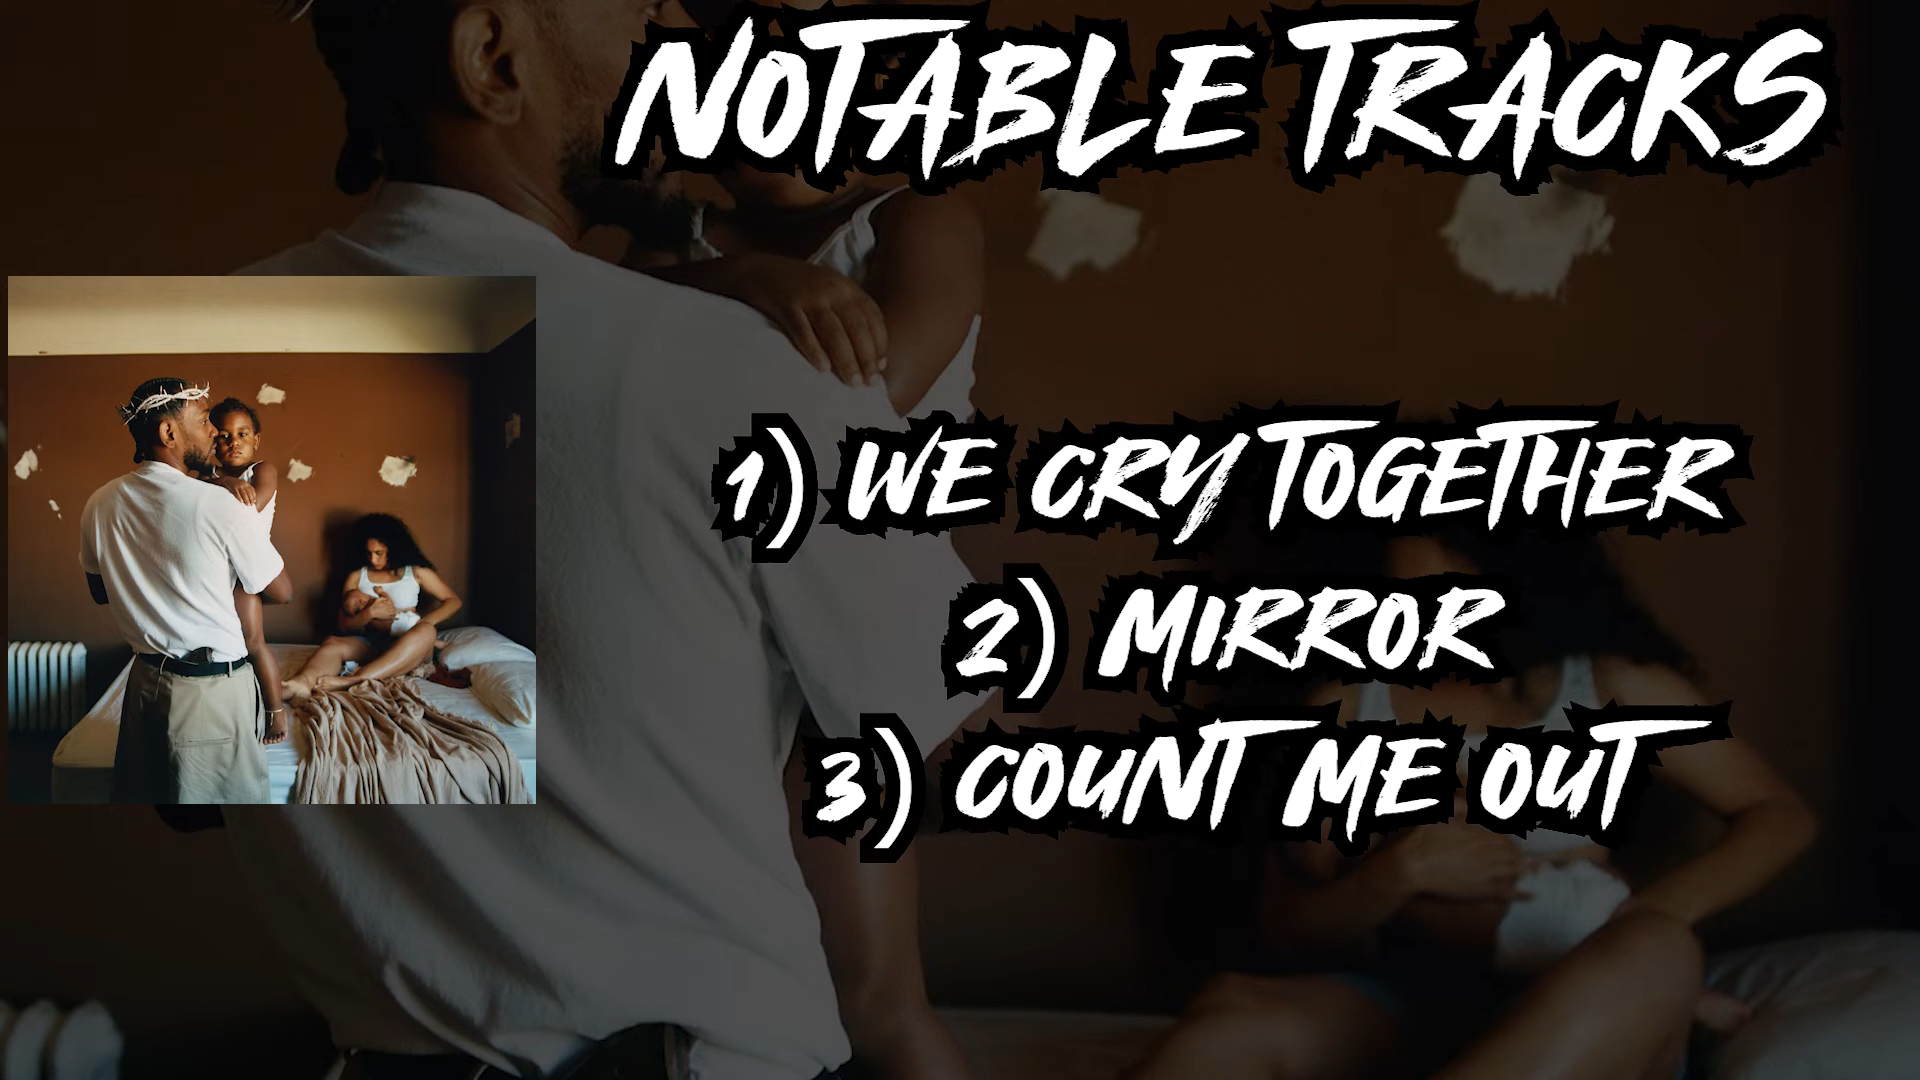 NOTABLE TRACKS
1) WE CRY TOGETHER
2) MIRROR
3) COUNT ME OUT